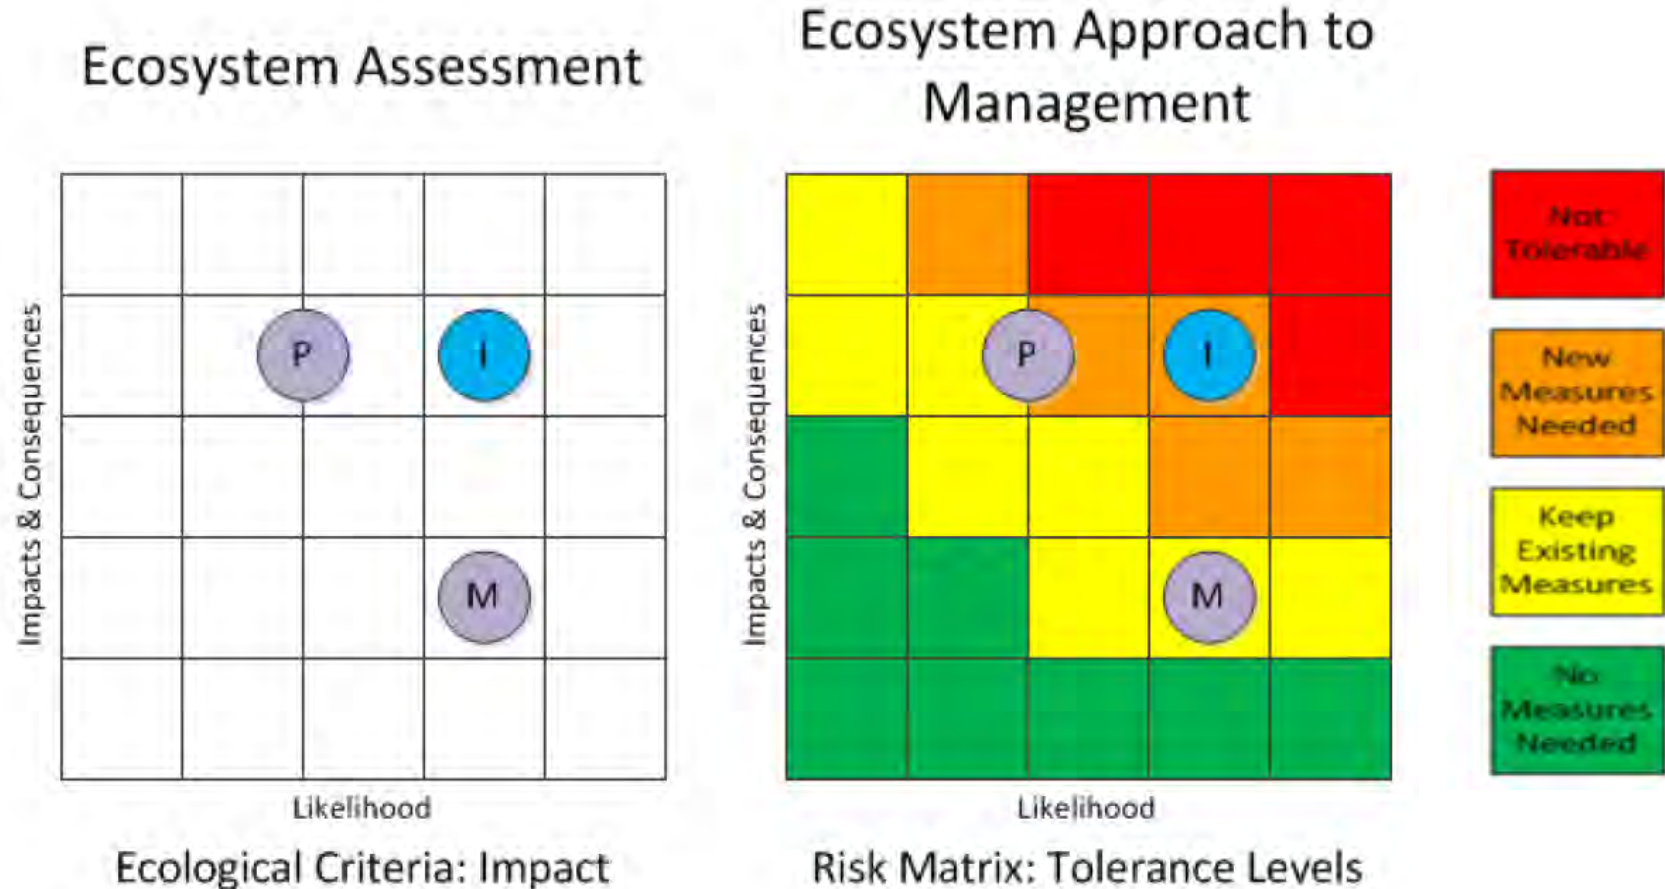 Ecosystem Assessment
Ecosystem Approach to
Management
Impacts & Consequences
P
I
M
Likelihood
Ecological Criteria: Impact
Impacts & Consequences
P
I
M
Likelihood
Risk Matrix: Tolerance Levels
Not
Tolerable
New
Measures
Needed
Keep
Existing
Measures
No
Measures
Needed